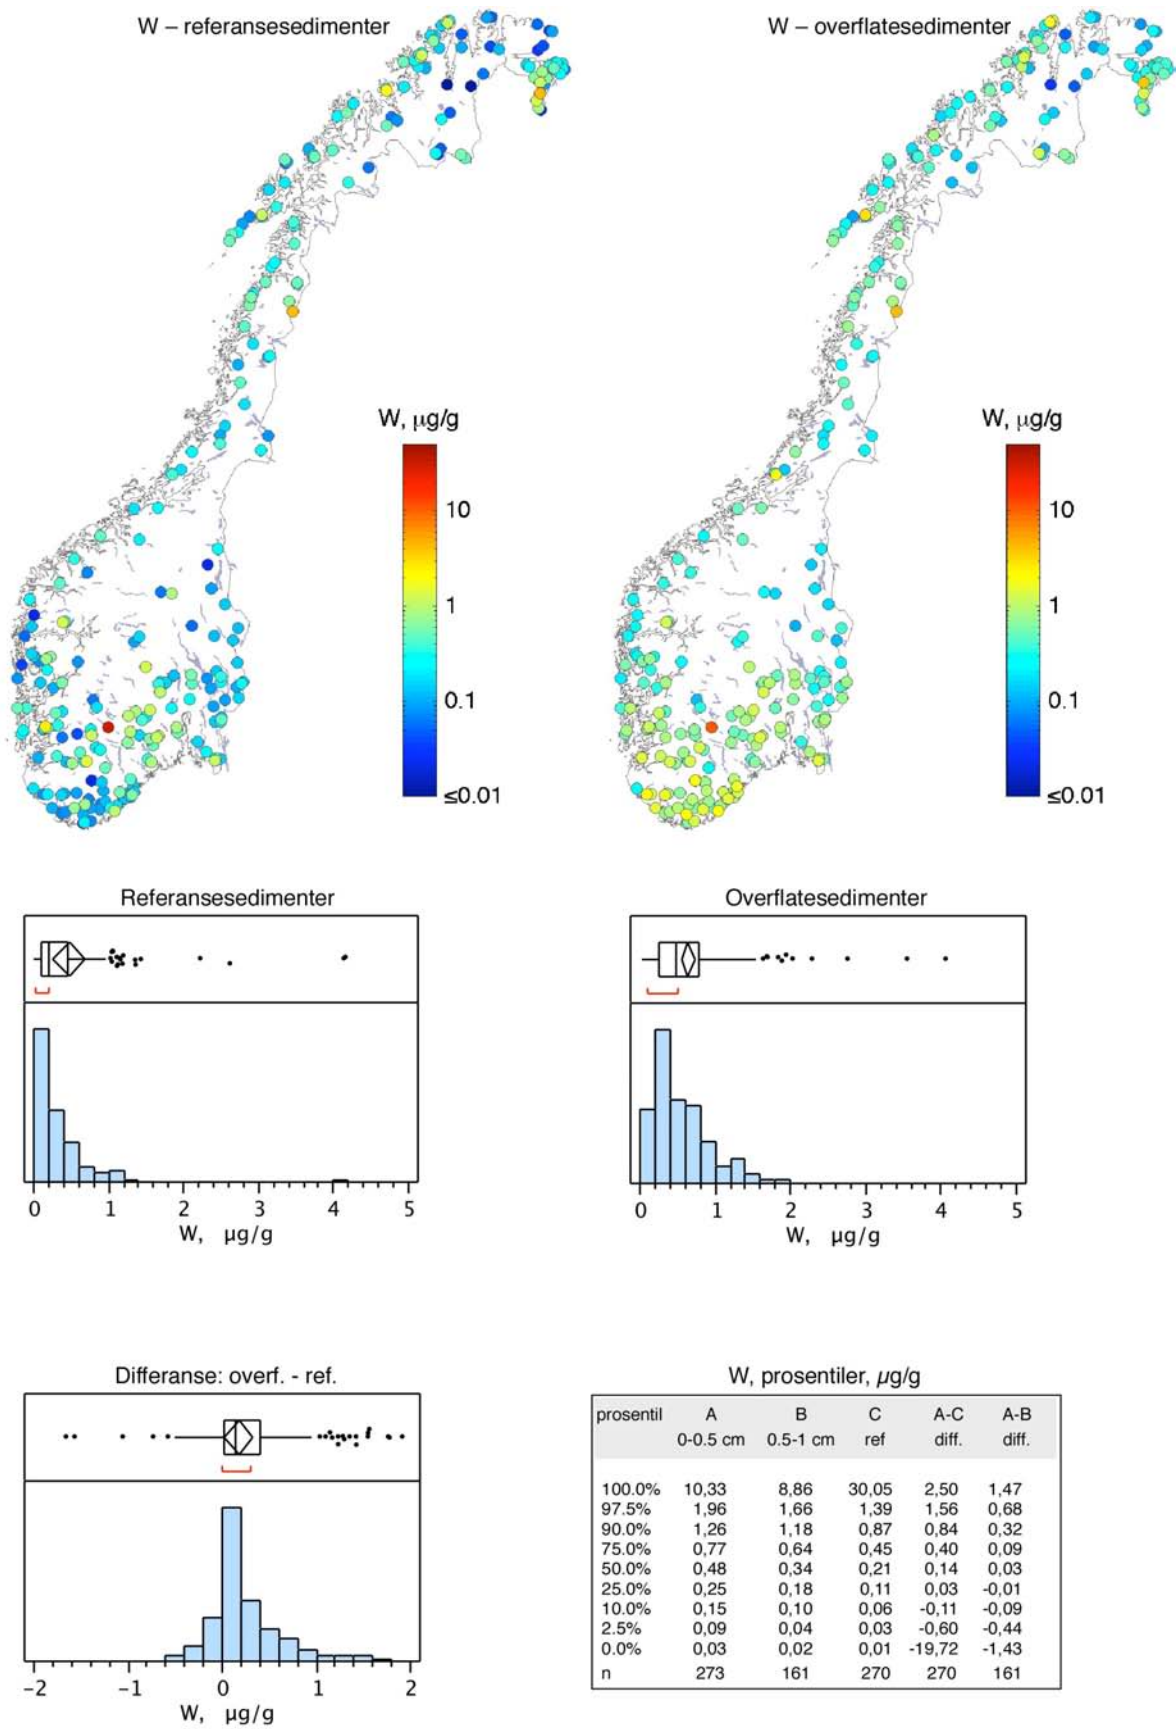 W – referansesedimenter
W, µg/g
10
1
0.1
≤0.01
W – overflatesedimenter
W, µg/g
10
1
0.1
≤0.01
Referansesedimenter
0 1 2 3 4 5
W, µg/g
Overflatesedimenter
0 1 2 3 4 5
W, µg/g
Differanse: overf. - ref.
−2 −1 0 1 2
W, µg/g
W, prosentiler, µg/g
prosentil A B C A-C A-B
0-0.5 cm 0.5-1 cm ref diff. diff.
100.0% 10,33 8,86 30,05 2,50 1,47
97.5% 1,96 1,66 1,39 1,56 0,68
90.0% 1,26 1,18 0,87 0,84 0,32
75.0% 0,77 0,64 0,45 0,40 0,09
50.0% 0,48 0,34 0,21 0,14 0,03
25.0% 0,25 0,18 0,11 0,03 -0,01
10.0% 0,15 0,10 0,06 -0,11 -0,09
2.5% 0,09 0,04 0,03 -0,60 -0,44
0.0% 0,03 0,02 0,01 -19,72 -1,43
n 273 161 270 270 161